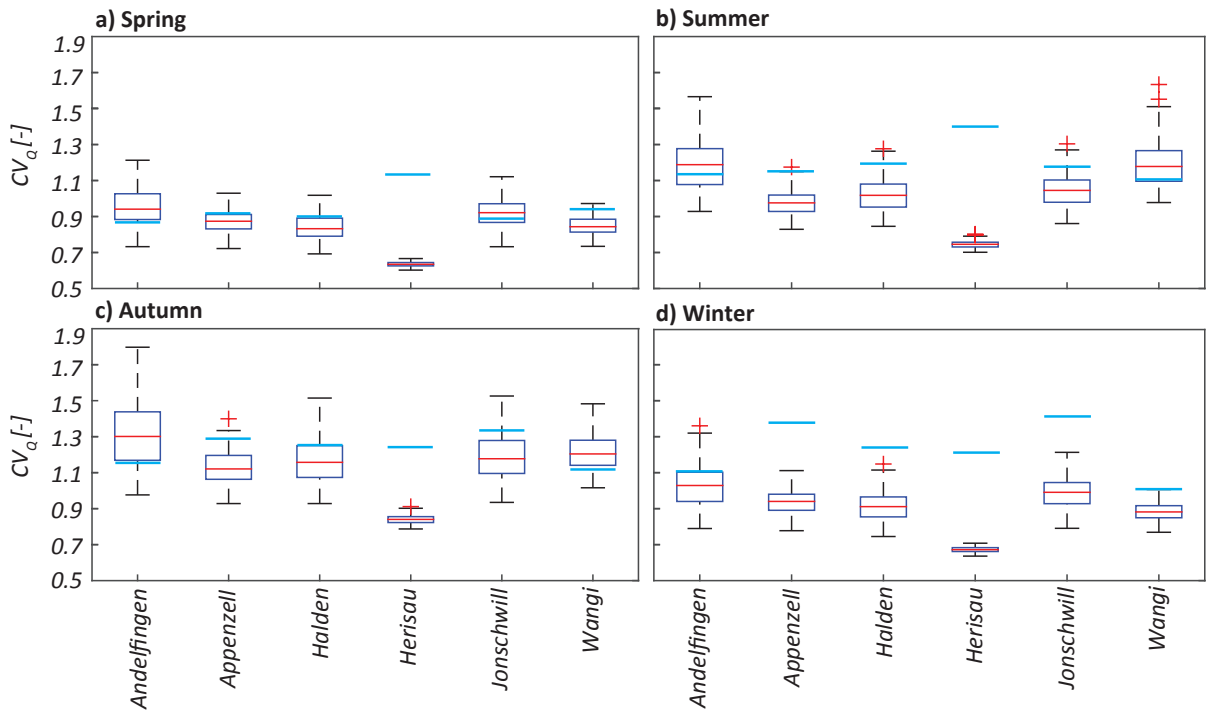 a) Spring
b) Summer
CV_Q [-]
1.9
1.7
1.5
1.3
1.1
0.9
0.7
0.5
c) Autumn
d) Winter
CV_Q [-]
1.9
1.7
1.5
1.3
1.1
0.9
0.7
0.5
Andelfingen
Appenzell
Halden
Herisau
Jonschwill
Wangi
Andelfingen
Appenzell
Halden
Herisau
Jonschwill
Wangi